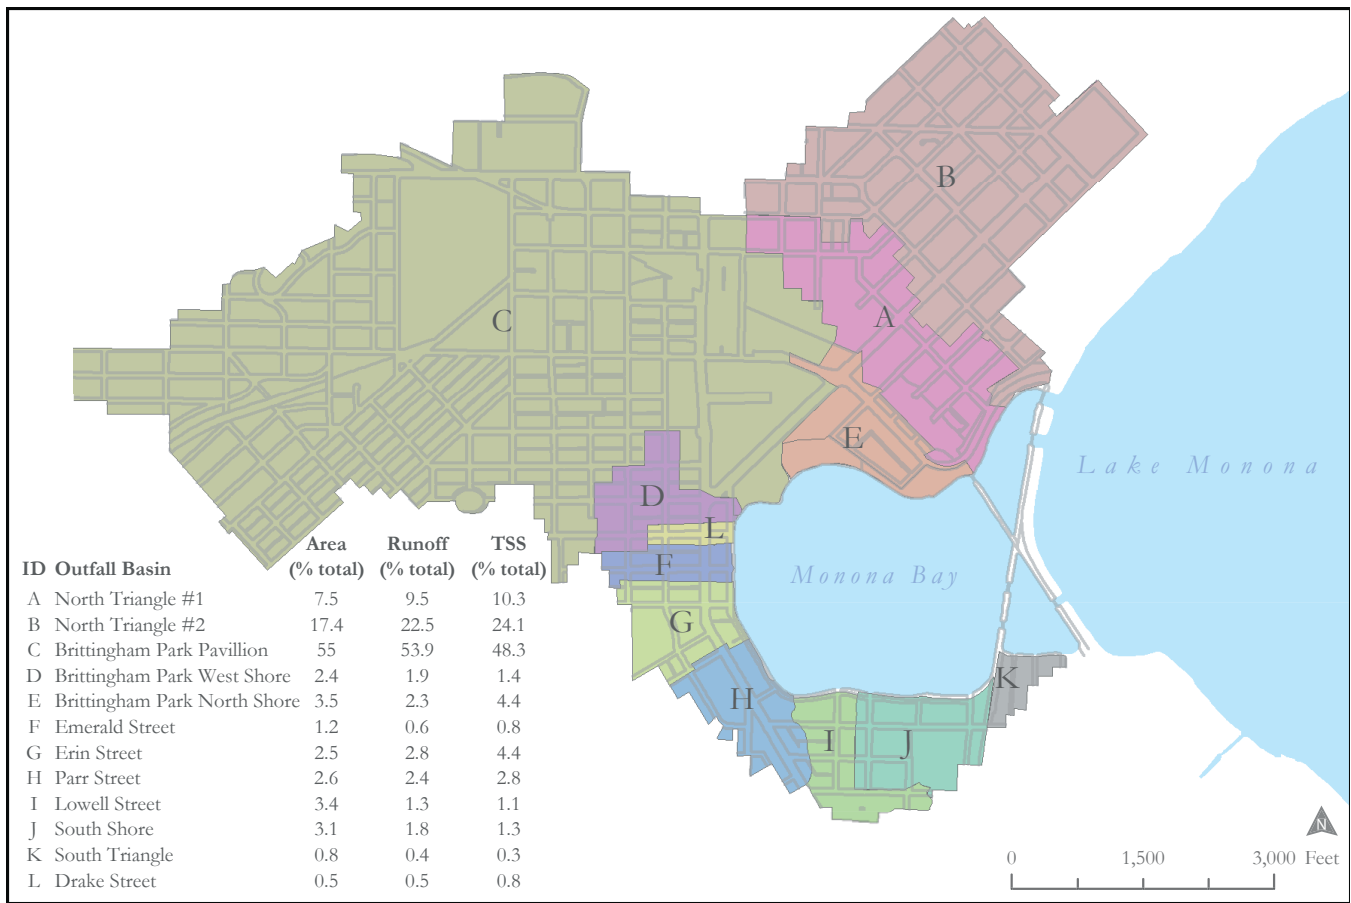 B
A
C
E
Lake Monona
D
L
F
Monona Bay
G
K
H
I
J
Area Runoff TSS
ID Outfall Basin (% total) (% total) (% total)
A North Triangle #1 7.5 9.5 10.3
B North Triangle #2 17.4 22.5 24.1
C Brittingham Park Pavillion 55 53.9 48.3
D Brittingham Park West Shore 2.4 1.9 1.4
E Brittingham Park North Shore 3.5 2.3 4.4
F Emerald Street 1.2 0.6 0.8
G Erin Street 2.5 2.8 4.4
H Parr Street 2.6 2.4 2.8
I Lowell Street 3.4 1.3 1.1
J South Shore 3.1 1.8 1.3
K South Triangle 0.8 0.4 0.3
L Drake Street 0.5 0.5 0.8
N
0 1,500 3,000 Feet